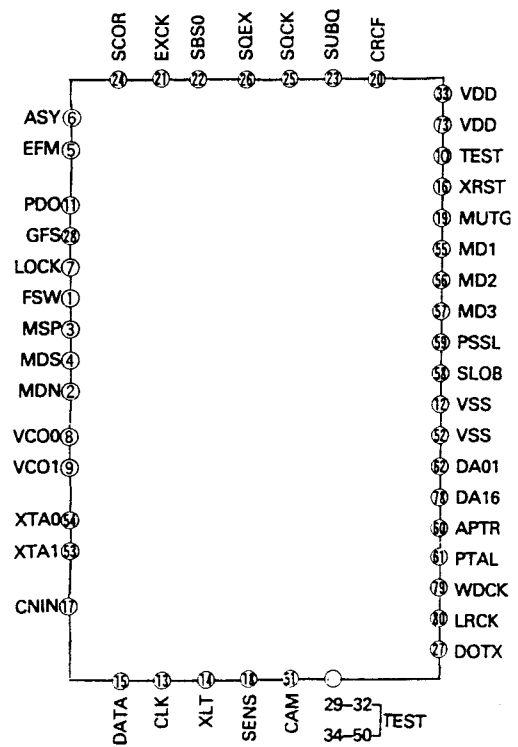 SCOR
EXCK
SBS0
SQEX
SQCK
SUBQ
CRCF
24
21
22
26
25
23
20
ASY 6
EFM 5
PDO 11
GFS 28
LOCK 7
FSW 1
MSP 3
MDS 4
MDN 2
VCO0 8
VCO1 9
XTA0 54
XTA1 53
CNIN 17
33 VDD
73 VDD
10 TEST
16 XRST
19 MUTG
55 MD1
56 MD2
57 MD3
59 PSSL
58 SLOB
12 VSS
52 VSS
62 DA01
78 DA16
60 APTR
61 PTAL
79 WDCK
80 LRCK
27 DOTX
15
13
14
18
51
DATA
CLK
XLT
SENS
CAM
29-32
34-50
TEST